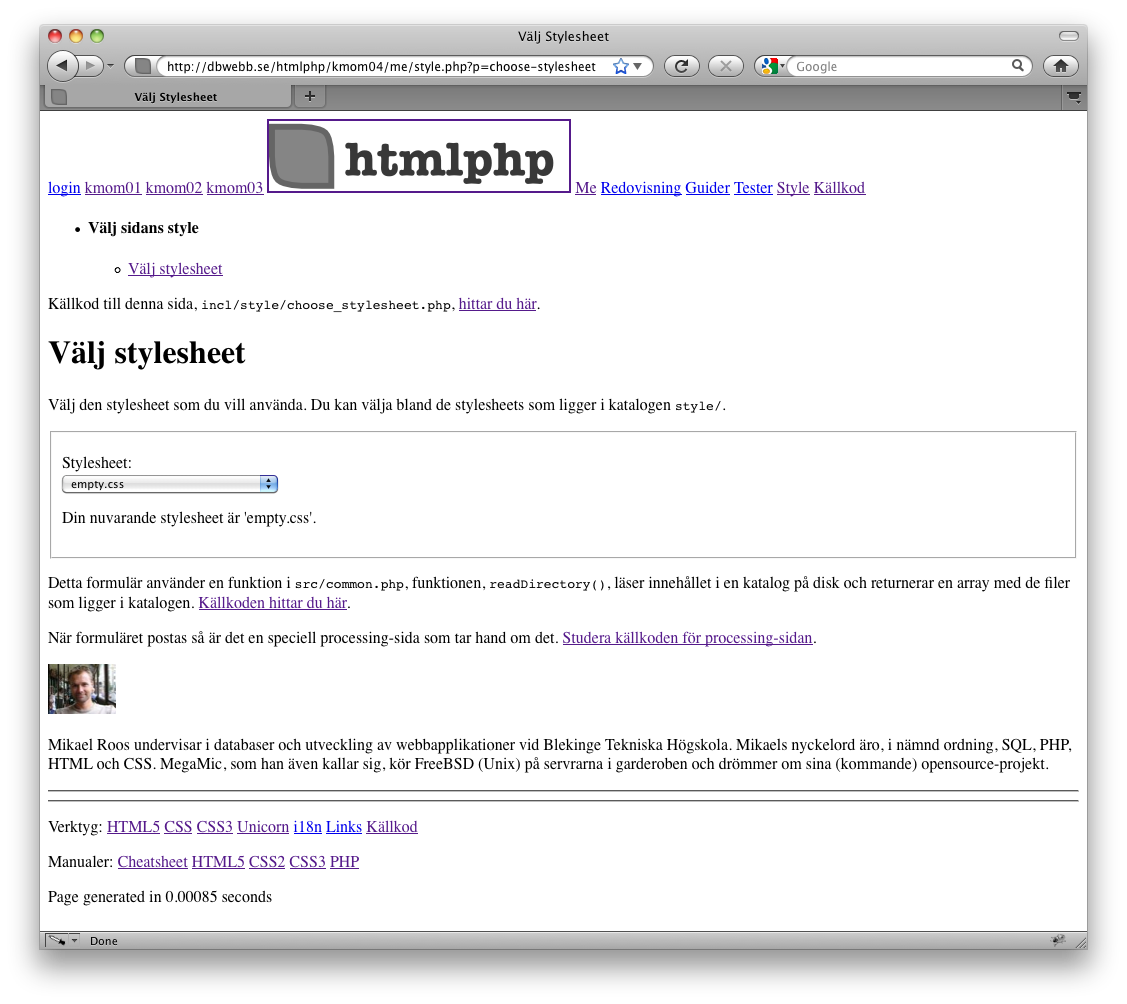 Välj Stylesheet
http://dbwebb.se/htmlphp/kmom04/me/style.php?p=choose-stylesheet
Google
Välj Stylesheet
login kmom01 kmom02 kmom03 htmlphp Me Redovisning Guider Tester Style Källkod
Välj sidans style
Välj stylesheet
Källkod till denna sida, incl/style/choose_stylesheet.php, hittar du här.
Välj stylesheet
Välj den stylesheet som du vill använda. Du kan välja bland de stylesheets som ligger i katalogen style/.
Stylesheet:
empty.css
Din nuvarande stylesheet är 'empty.css'.
Detta formulär använder en funktion i src/common.php, funktionen, readDirectory(), läser innehållet i en katalog på disk och returnerar en array med de filer
som ligger i katalogen. Källkoden hittar du här.
När formuläret postas så är det en speciell processing-sida som tar hand om det. Studera källkoden för processing-sidan.
Mikael Roos undervisar i databaser och utveckling av webbapplikationer vid Blekinge Tekniska Högskola. Mikaels nyckelord äro, i nämnd ordning, SQL, PHP,
HTML och CSS. MegaMic, som han även kallar sig, kör FreeBSD (Unix) på servrarna i garderoben och drömmer om sina (kommande) opensource-projekt.
Verktyg: HTML5 CSS CSS3 Unicorn i18n Links Källkod
Manualer: Cheatsheet HTML5 CSS2 CSS3 PHP
Page generated in 0.00085 seconds
Done